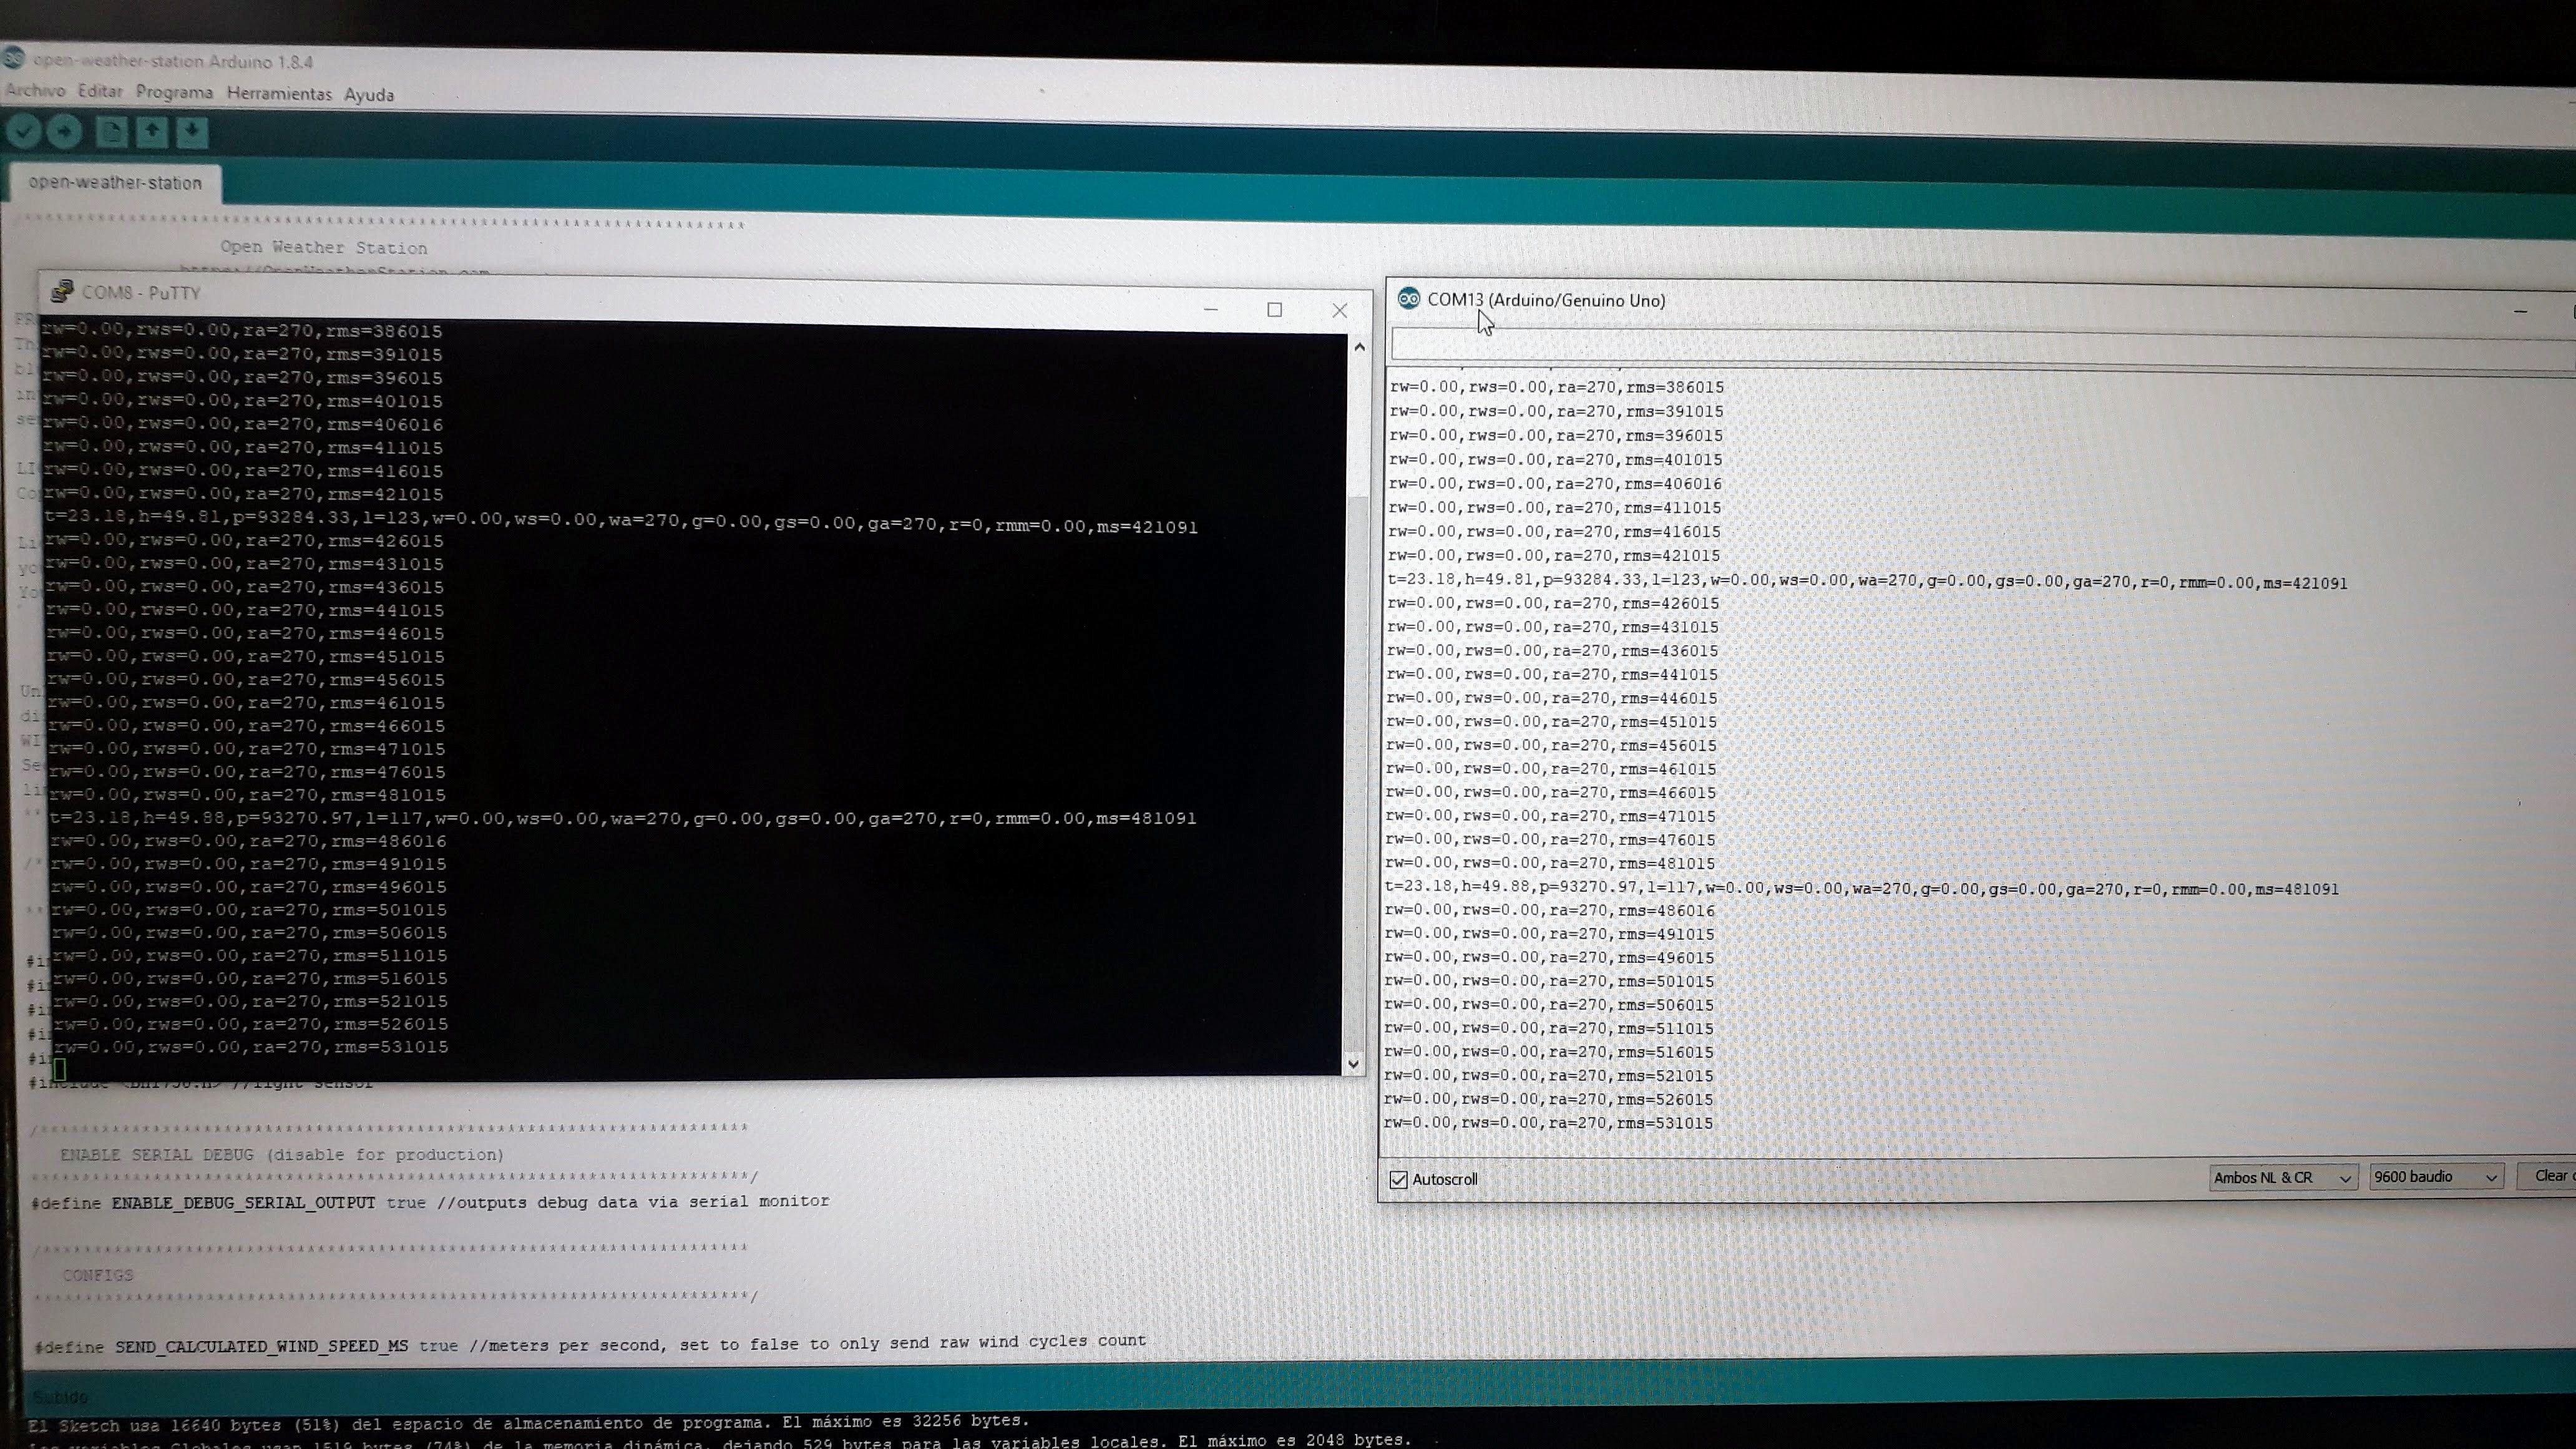 open-weather-station Arduino 1.8.4
Archivo Editar Programa Herramientas Ayuda
open-weather-station
Open Weather Station
https://OpenWeatherStation.com
COM8 - PuTTY
rw=0.00,rws=0.00,ra=270,rms=386015
rw=0.00,rws=0.00,ra=270,rms=391015
rw=0.00,rws=0.00,ra=270,rms=396015
rw=0.00,rws=0.00,ra=270,rms=401015
rw=0.00,rws=0.00,ra=270,rms=406016
rw=0.00,rws=0.00,ra=270,rms=411015
rw=0.00,rws=0.00,ra=270,rms=416015
rw=0.00,rws=0.00,ra=270,rms=421015
t=23.18,h=49.81,p=93284.33,l=123,w=0.00,ws=0.00,wa=270,g=0.00,gs=0.00,ga=270,r=0,rmm=0.00,ms=421091
rw=0.00,rws=0.00,ra=270,rms=426015
rw=0.00,rws=0.00,ra=270,rms=431015
rw=0.00,rws=0.00,ra=270,rms=436015
rw=0.00,rws=0.00,ra=270,rms=441015
rw=0.00,rws=0.00,ra=270,rms=446015
rw=0.00,rws=0.00,ra=270,rms=451015
rw=0.00,rws=0.00,ra=270,rms=456015
rw=0.00,rws=0.00,ra=270,rms=461015
rw=0.00,rws=0.00,ra=270,rms=466015
rw=0.00,rws=0.00,ra=270,rms=471015
rw=0.00,rws=0.00,ra=270,rms=476015
rw=0.00,rws=0.00,ra=270,rms=481015
t=23.18,h=49.88,p=93270.97,l=117,w=0.00,ws=0.00,wa=270,g=0.00,gs=0.00,ga=270,r=0,rmm=0.00,ms=481091
rw=0.00,rws=0.00,ra=270,rms=486016
rw=0.00,rws=0.00,ra=270,rms=491015
rw=0.00,rws=0.00,ra=270,rms=496015
rw=0.00,rws=0.00,ra=270,rms=501015
rw=0.00,rws=0.00,ra=270,rms=506015
rw=0.00,rws=0.00,ra=270,rms=511015
rw=0.00,rws=0.00,ra=270,rms=516015
rw=0.00,rws=0.00,ra=270,rms=521015
rw=0.00,rws=0.00,ra=270,rms=526015
rw=0.00,rws=0.00,ra=270,rms=531015
COM13 (Arduino/Genuino Uno)
rw=0.00,rws=0.00,ra=270,rms=386015
rw=0.00,rws=0.00,ra=270,rms=391015
rw=0.00,rws=0.00,ra=270,rms=396015
rw=0.00,rws=0.00,ra=270,rms=401015
rw=0.00,rws=0.00,ra=270,rms=406016
rw=0.00,rws=0.00,ra=270,rms=411015
rw=0.00,rws=0.00,ra=270,rms=416015
rw=0.00,rws=0.00,ra=270,rms=421015
t=23.18,h=49.81,p=93284.33,l=123,w=0.00,ws=0.00,wa=270,g=0.00,gs=0.00,ga=270,r=0,rmm=0.00,ms=421091
rw=0.00,rws=0.00,ra=270,rms=426015
rw=0.00,rws=0.00,ra=270,rms=431015
rw=0.00,rws=0.00,ra=270,rms=436015
rw=0.00,rws=0.00,ra=270,rms=441015
rw=0.00,rws=0.00,ra=270,rms=446015
rw=0.00,rws=0.00,ra=270,rms=451015
rw=0.00,rws=0.00,ra=270,rms=456015
rw=0.00,rws=0.00,ra=270,rms=461015
rw=0.00,rws=0.00,ra=270,rms=466015
rw=0.00,rws=0.00,ra=270,rms=471015
rw=0.00,rws=0.00,ra=270,rms=476015
rw=0.00,rws=0.00,ra=270,rms=481015
t=23.18,h=49.88,p=93270.97,l=117,w=0.00,ws=0.00,wa=270,g=0.00,gs=0.00,ga=270,r=0,rmm=0.00,ms=481091
rw=0.00,rws=0.00,ra=270,rms=486016
rw=0.00,rws=0.00,ra=270,rms=491015
rw=0.00,rws=0.00,ra=270,rms=496015
rw=0.00,rws=0.00,ra=270,rms=501015
rw=0.00,rws=0.00,ra=270,rms=506015
rw=0.00,rws=0.00,ra=270,rms=511015
rw=0.00,rws=0.00,ra=270,rms=516015
rw=0.00,rws=0.00,ra=270,rms=521015
rw=0.00,rws=0.00,ra=270,rms=526015
rw=0.00,rws=0.00,ra=270,rms=531015
Autoscroll Ambos NL & CR 9600 baudio Clear
#include <BH1750.h> //light sensor
ENABLE SERIAL DEBUG (disable for production)
#define ENABLE_DEBUG_SERIAL_OUTPUT true //outputs debug data via serial monitor
CONFIGS
#define SEND_CALCULATED_WIND_SPEED_MS true //meters per second, set to false to only send raw wind cycles count
Subido
El Sketch usa 16640 bytes (51%) del espacio de almacenamiento de programa. El máximo es 32256 bytes.
Las variables Globales usan 1519 bytes (74%) de la memoria dinámica, dejando 529 bytes para las variables locales. El máximo es 2048 bytes.